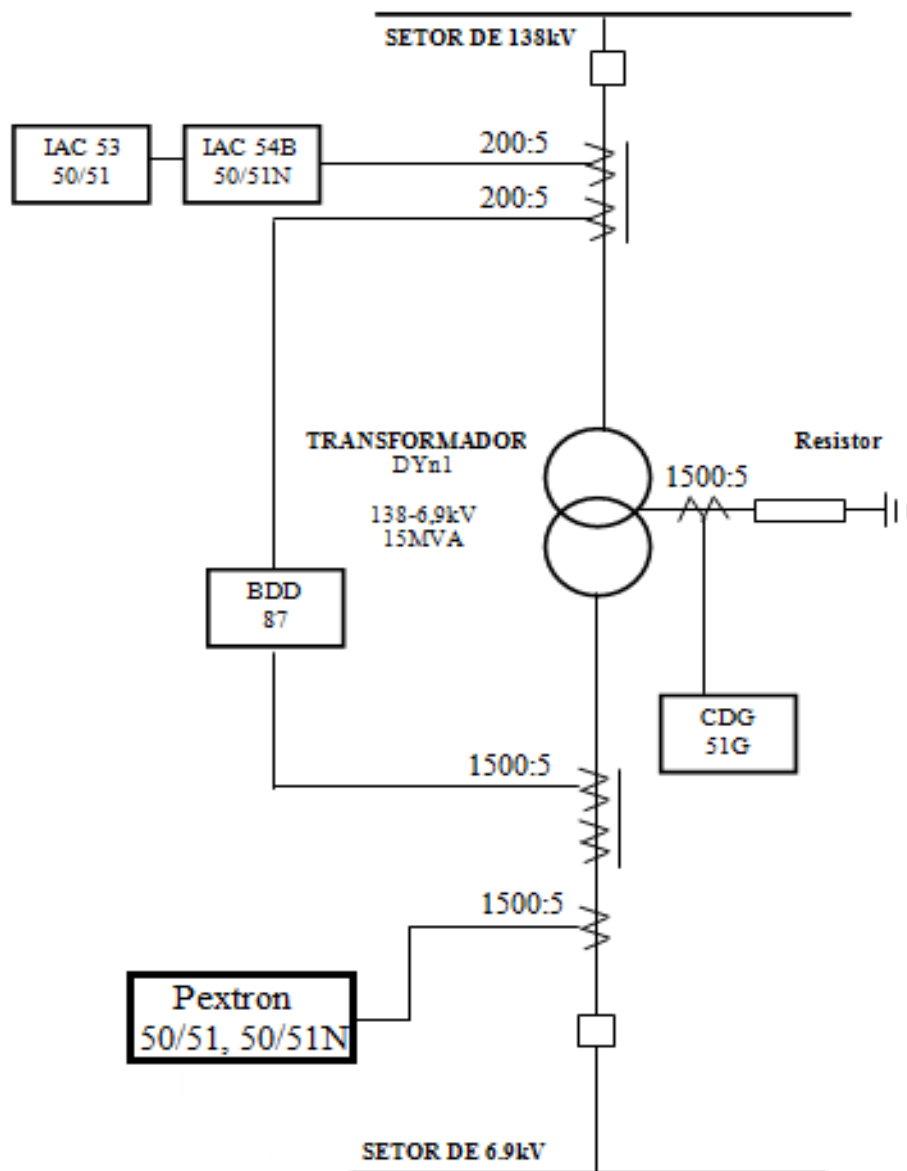 SETOR DE 138kV
IAC 53
50/51
IAC 54B
50/51N
200:5
200:5
TRANSFORMADOR
DYn1
138-6,9kV
15MVA
Resistor
1500:5
BDD
87
CDG
51G
1500:5
1500:5
Pextron
50/51, 50/51N
SETOR DE 6.9kV